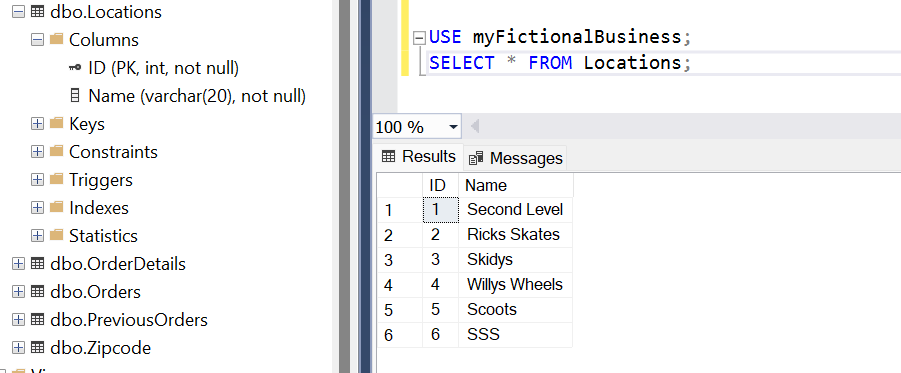 dbo.Locations
Columns
ID (PK, int, not null)
Name (varchar(20), not null)
Keys
Constraints
Triggers
Indexes
Statistics
dbo.OrderDetails
dbo.Orders
dbo.PreviousOrders
dbo.Zipcode
USE myFictionalBusiness;
SELECT * FROM Locations;
100 %
Results Messages
ID Name
1 1 Second Level
2 2 Ricks Skates
3 3 Skidys
4 4 Willys Wheels
5 5 Scoots
6 6 SSS